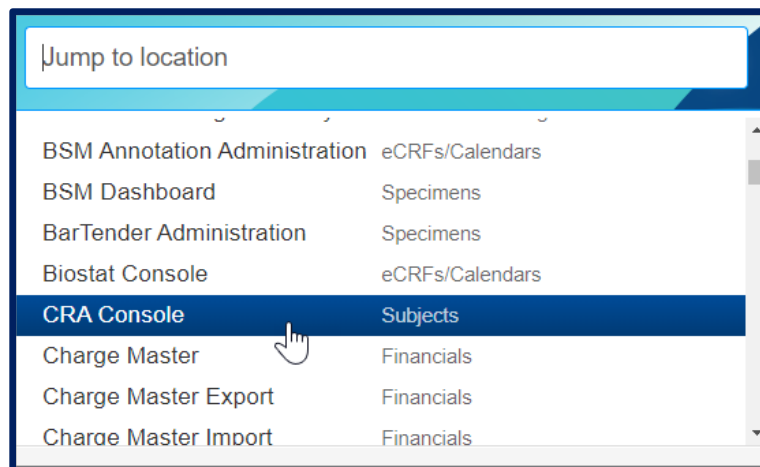 Jump to location
BSM Annotation Administration eCRFs/Calendars
BSM Dashboard Specimens
BarTender Administration Specimens
Biostat Console eCRFs/Calendars
CRA Console Subjects
Charge Master Financials
Charge Master Export Financials
Charge Master Import Financials